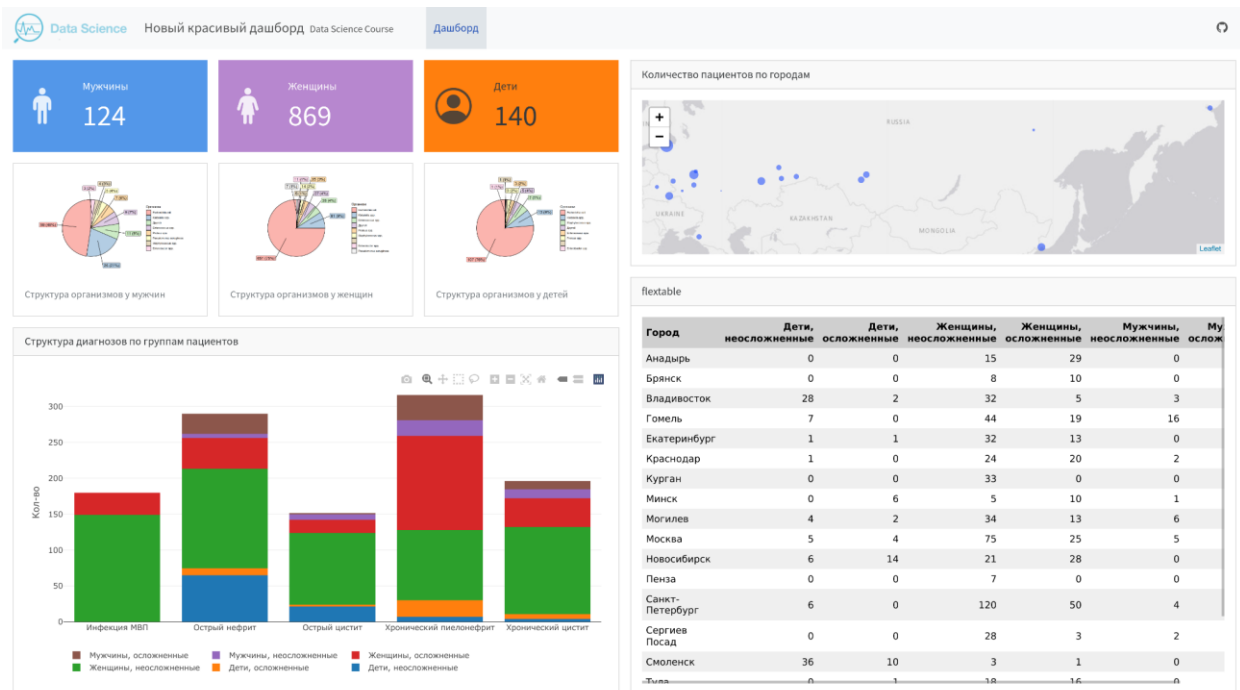 Data Science Новый красивый дашборд Data Science Course Дашборд
Мужчины
124
Женщины
869
Дети
140
Структура организмов у мужчин
Структура организмов у женщин
Структура организмов у детей
Структура диагнозов по группам пациентов
300
250
200
150
100
50
0
Кол-во
Инфекция МВП Острый нефрит Острый цистит Хронический пиелонефрит Хронический цистит
Мужчины, осложненные Мужчины, неосложненные Женщины, осложненные
Женщины, неосложненные Дети, осложненные Дети, неосложненные
Количество пациентов по городам
+
−
RUSSIA
UKRAINE
KAZAKHSTAN
MONGOLIA
Leaflet
flextable
Город Дети, неосложненные Дети, осложненные Женщины, неосложненные Женщины, осложненные Мужчины, неосложненные Му ослож
Анадырь 0 0 15 29 0
Брянск 0 0 8 10 0
Владивосток 28 2 32 5 3
Гомель 7 0 44 19 16
Екатеринбург 1 1 32 13 0
Краснодар 1 0 24 20 2
Курган 0 0 33 0 0
Минск 0 6 5 10 1
Могилев 4 2 34 13 6
Москва 5 4 75 25 5
Новосибирск 6 14 21 28 0
Пенза 0 0 7 0 0
Санкт-
Петербург 6 0 120 50 4
Сергиев
Посад 0 0 28 3 2
Смоленск 36 10 3 1 0
Тула 0 1 18 16 0